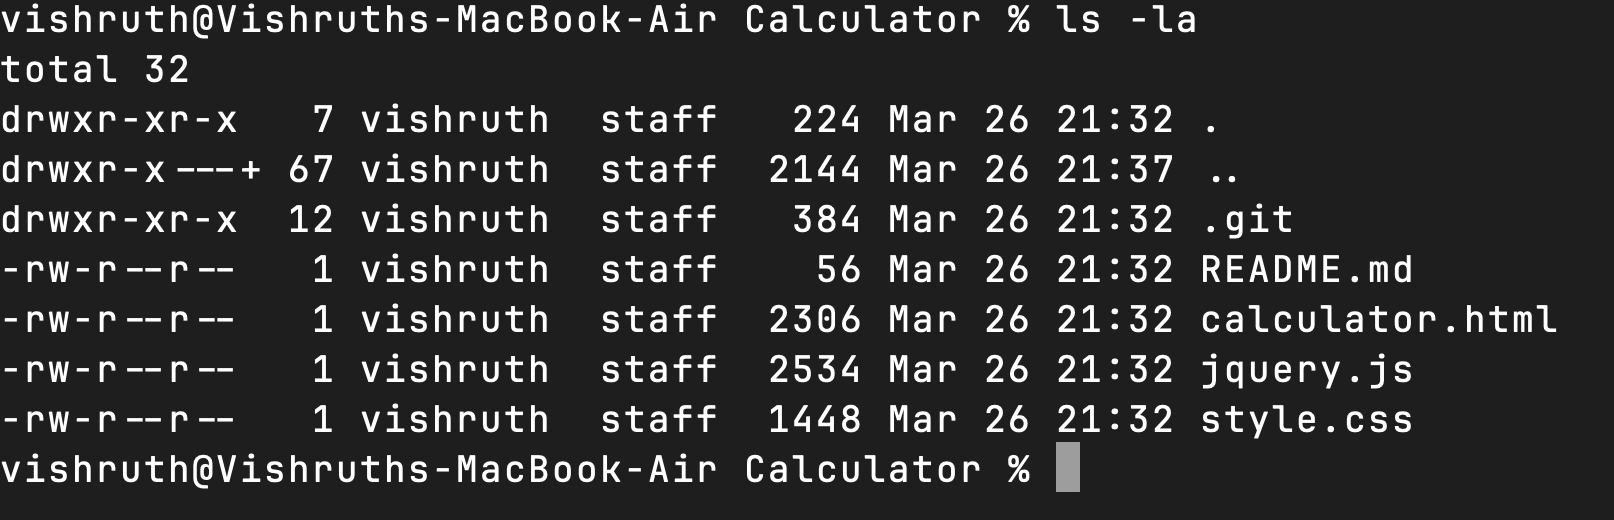 vishruth@Vishruths-MacBook-Air Calculator % ls -la
total 32
drwxr-xr-x   7 vishruth  staff   224 Mar 26 21:32 .
drwxr-x---+ 67 vishruth  staff  2144 Mar 26 21:37 ..
drwxr-xr-x  12 vishruth  staff   384 Mar 26 21:32 .git
-rw-r--r--   1 vishruth  staff    56 Mar 26 21:32 README.md
-rw-r--r--   1 vishruth  staff  2306 Mar 26 21:32 calculator.html
-rw-r--r--   1 vishruth  staff  2534 Mar 26 21:32 jquery.js
-rw-r--r--   1 vishruth  staff  1448 Mar 26 21:32 style.css
vishruth@Vishruths-MacBook-Air Calculator %